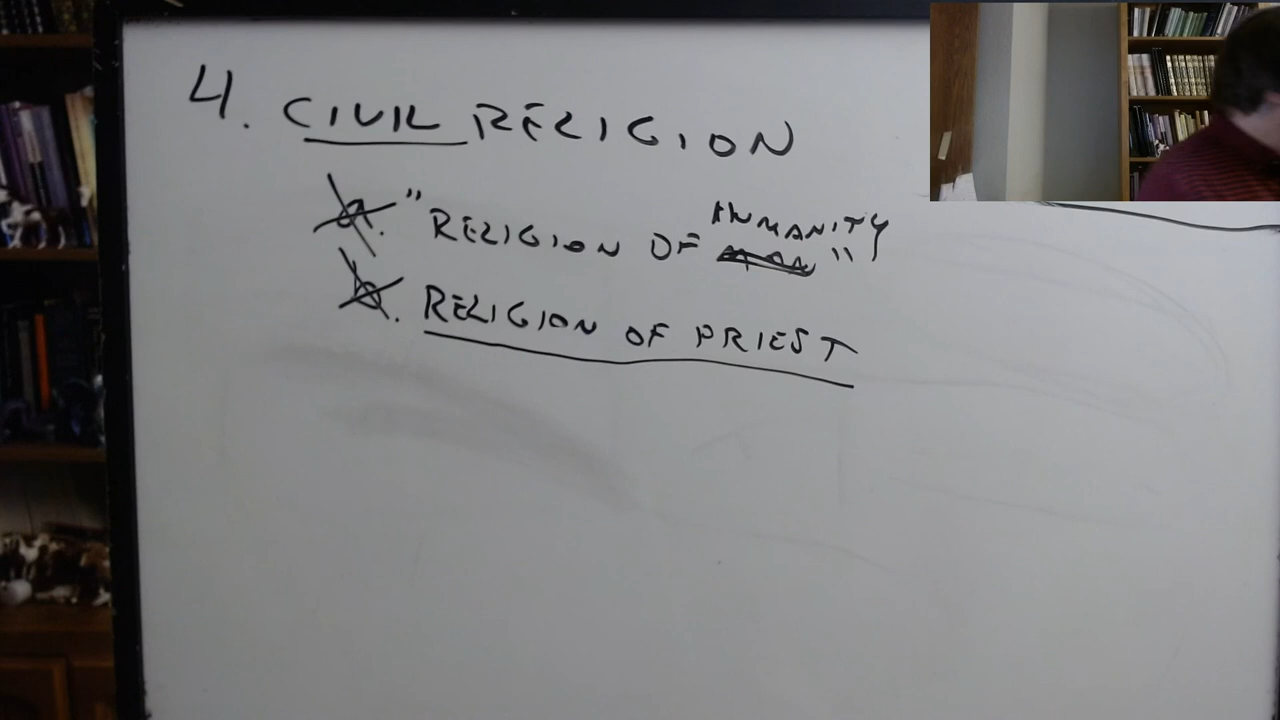 4. CIVIL RELIGION
a. "RELIGION OF HUMANITY"
b. RELIGION OF PRIEST